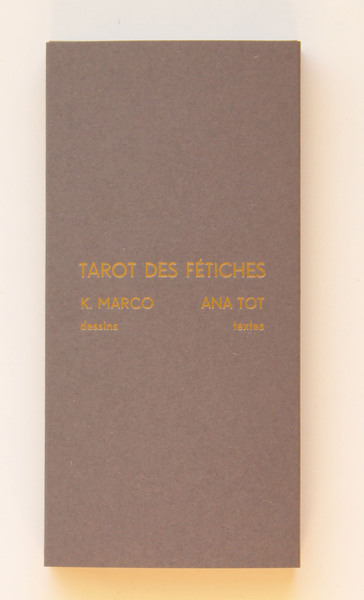 TAROT DES FÉTICHES
K. MARCO ANA TOT
dessins textes